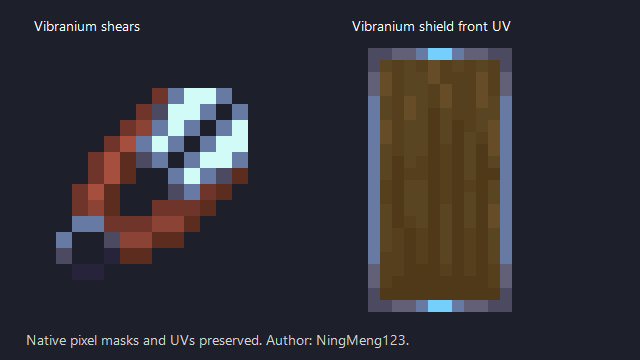 Vibranium shears
Vibranium shield front UV
Native pixel masks and UVs preserved. Author: NingMeng123.